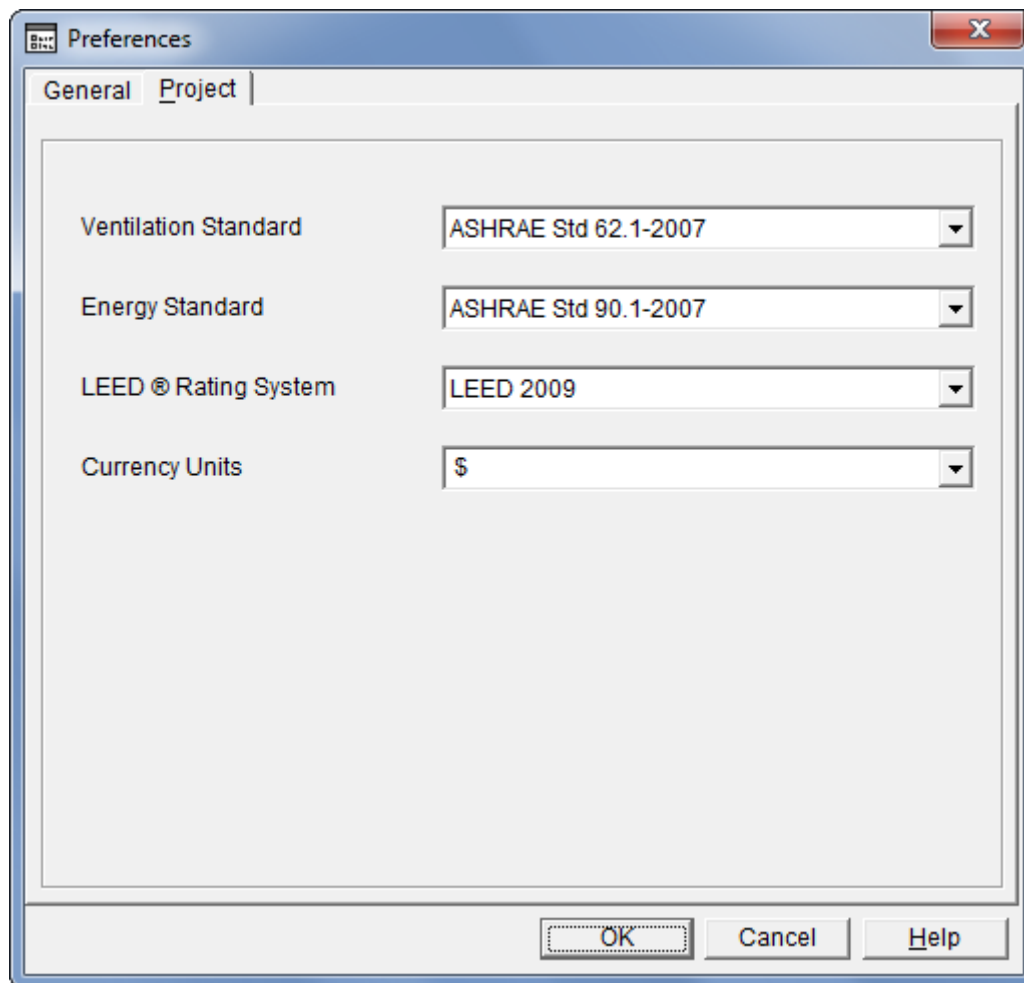 Preferences
General Project
Ventilation Standard ASHRAE Std 62.1-2007
Energy Standard ASHRAE Std 90.1-2007
LEED ® Rating System LEED 2009
Currency Units $
OK Cancel Help